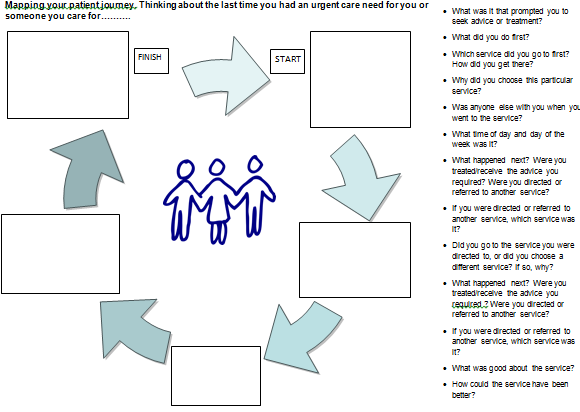 Mapping your patient journey. Thinking about the last time you had an urgent care need for you or
someone you care for..........
FINISH
START
• What was it that prompted you to
seek advice or treatment?
• What did you do first?
• Which service did you go to first?
How did you get there?
• Why did you choose this particular
service?
• Was anyone else with you when you
went to the service?
• What time of day and day of the
week was it?
• What happened next? Were you
treated/receive the advice you
required? Were you directed or
referred to another service?
• If you were directed or referred to
another service, which service was
it?
• Did you go to the service you were
directed to, or did you choose a
different service? If so, why?
• What happened next? Were you
treated/receive the advice you
required,? Were you directed or
referred to another service?
• If you were directed or referred to
another service, which service was
it?
• What was good about the service?
• How could the service have been
better?